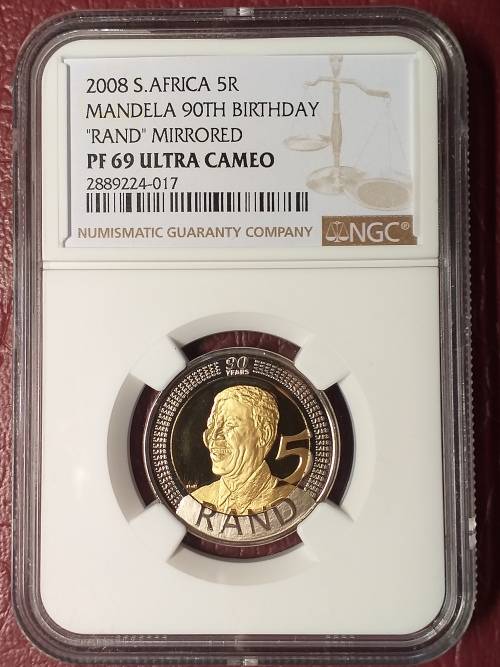 2008 S.AFRICA 5R
MANDELA 90TH BIRTHDAY
"RAND" MIRRORED
PF 69 ULTRA CAMEO
2889224-017
NUMISMATIC GUARANTY COMPANY
NGC®
90
YEARS
5
RAND